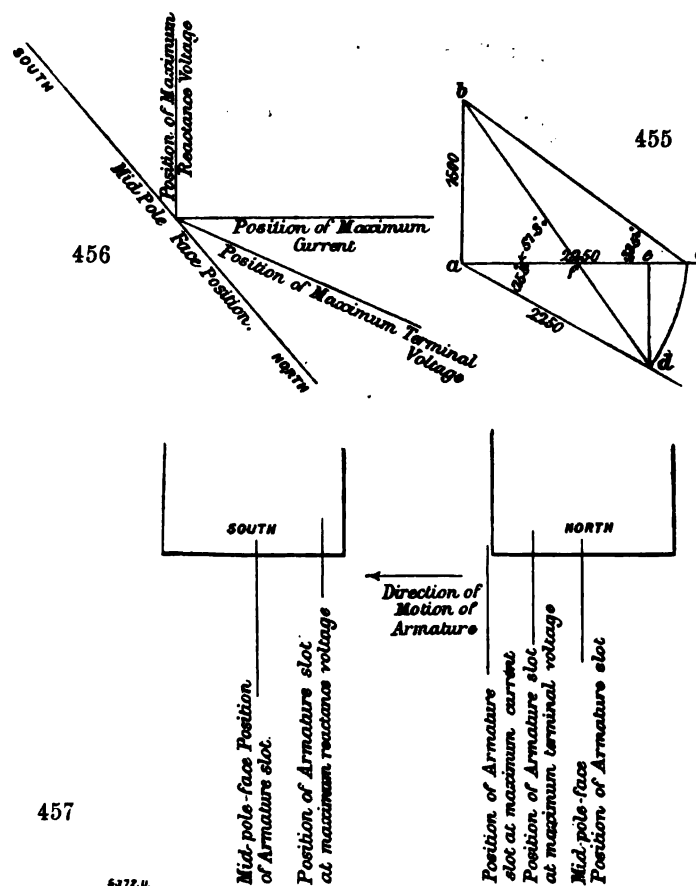 SOUTH
Position of Maximum
Reactance Voltage
Mid Pole Face Position.
456
Position of Maximum
Current
Position of Maximum Terminal
Voltage
NORTH
455
b
1500
a
2050
e
d
2250
SOUTH
NORTH
Direction of
Motion of
Armature
Mid-pole-face Position
of Armature slot.
Position of Armature slot
at maximum reactance voltage
Position of Armature
slot at maximum current
Position of Armature slot
at maximum terminal voltage
Mid-pole-face
Position of Armature slot
457